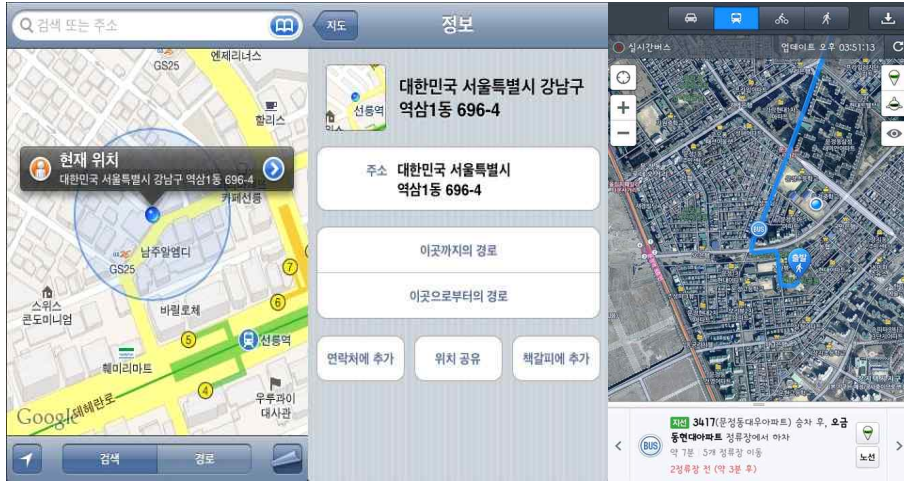 검색 또는 주소
엔제리너스
GS25
할리스
현재 위치
대한민국 서울특별시 강남구 역삼1동 696-4
카페선릉
남주알엠디
GS25
스위스
콘도미니엄
바릴로체
7
6
5
선릉역
훼미리마트
4
우루과이
대사관
테헤란로
Google
검색
경로
지도
정보
선릉역
대한민국 서울특별시 강남구
역삼1동 696-4
주소 대한민국 서울특별시
역삼1동 696-4
이곳까지의 경로
이곳으로부터의 경로
연락처에 추가
위치 공유
책갈피에 추가
실시간버스
업데이트 오후 03:51:13
BUS
출발
BUS
지선 3417(문정동대우아파트) 승차 후, 오금
동현대아파트 정류장에서 하차
약 7분 5개 정류장 이동
2정류장 전 (약 3분 후)
노선